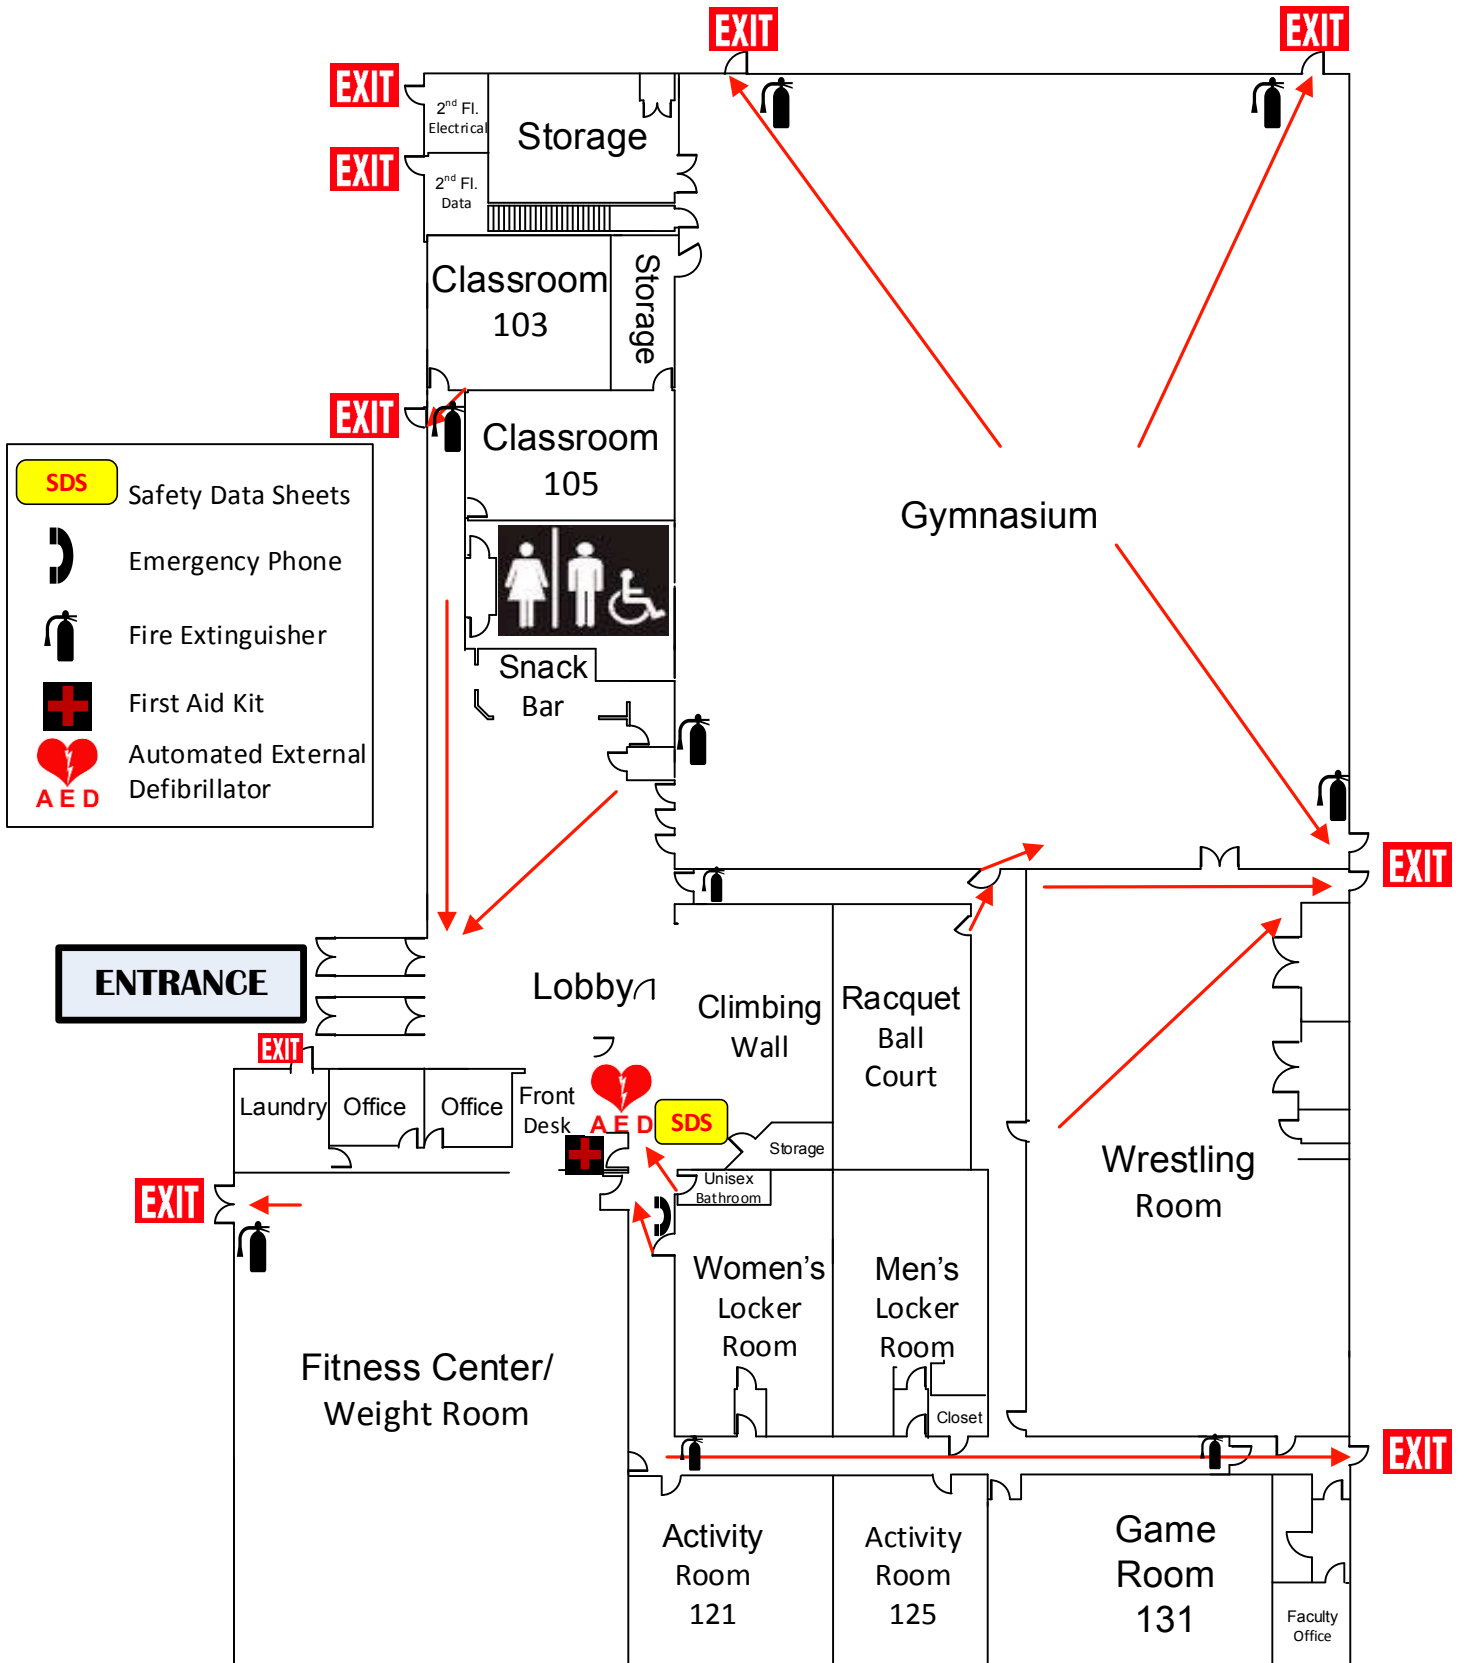 EXIT
EXIT
EXIT
2nd Fl.
Electrical
Storage
EXIT
2nd Fl.
Data
Classroom
103
Storage
EXIT
Classroom
105
SDS
Safety Data Sheets
Emergency Phone
Fire Extinguisher
First Aid Kit
Automated External
Defibrillator
A E D
Gymnasium
Snack
Bar
EXIT
ENTRANCE
Lobby
Climbing
Wall
Racquet
Ball
Court
EXIT
Laundry
Office
Office
Front
Desk
A E D
SDS
Storage
Unisex
Bathroom
Wrestling
Room
EXIT
Women's
Locker
Room
Men's
Locker
Room
Closet
Fitness Center/
Weight Room
EXIT
Activity
Room
121
Activity
Room
125
Game
Room
131
Faculty
Office